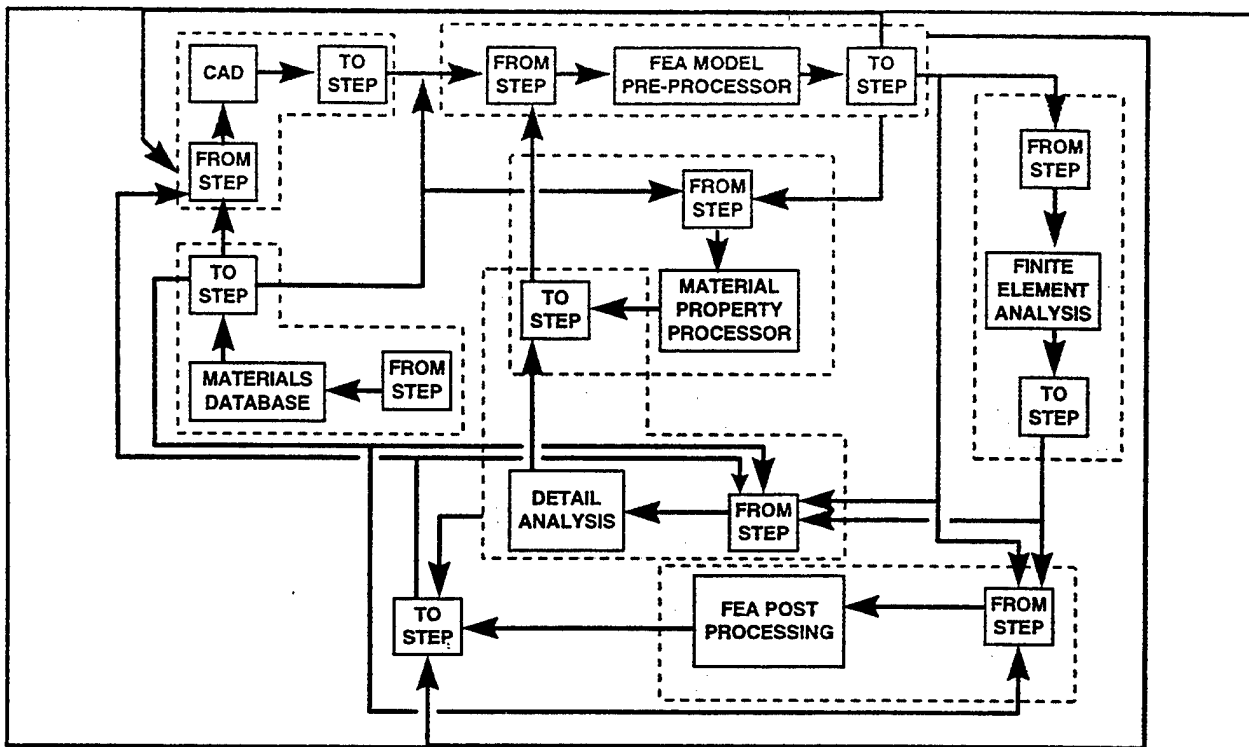 CAD
TO
STEP
FROM
STEP
FEA MODEL
PRE-PROCESSOR
TO
STEP
FROM
STEP
FROM
STEP
FROM
STEP
TO
STEP
TO
STEP
MATERIAL
PROPERTY
PROCESSOR
FINITE
ELEMENT
ANALYSIS
MATERIALS
DATABASE
FROM
STEP
TO
STEP
DETAIL
ANALYSIS
FROM
STEP
TO
STEP
FEA POST
PROCESSING
FROM
STEP